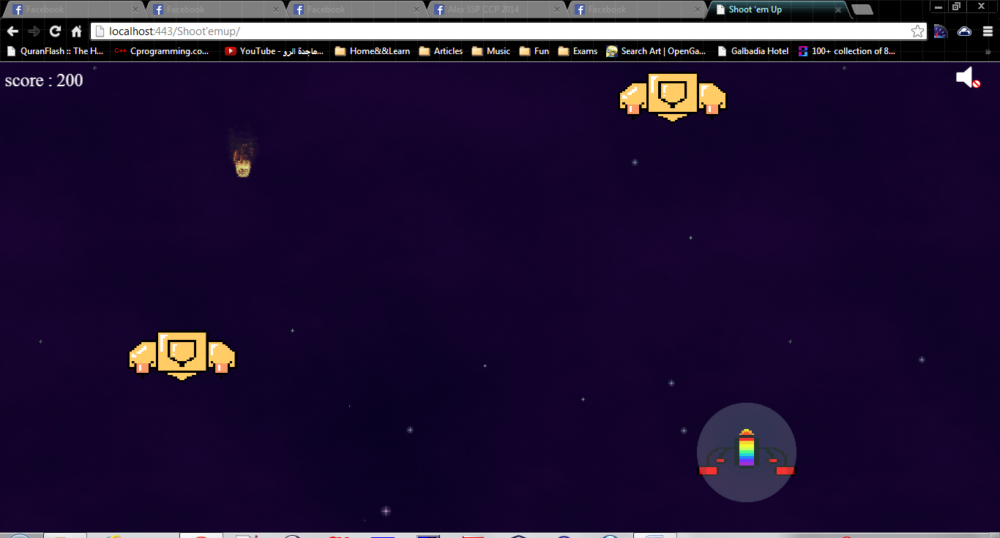 Facebook
Facebook
Facebook
Alex SSP CCP 2014
Facebook
Shoot 'em Up
localhost:443/Shoot'emup/
QuranFlash :: The H...
Cprogramming.co...
YouTube - ماجدة الرو...
Home&&Learn
Articles
Music
Fun
Exams
Search Art | OpenGa...
Galbadia Hotel
100+ collection of 8...
score : 200